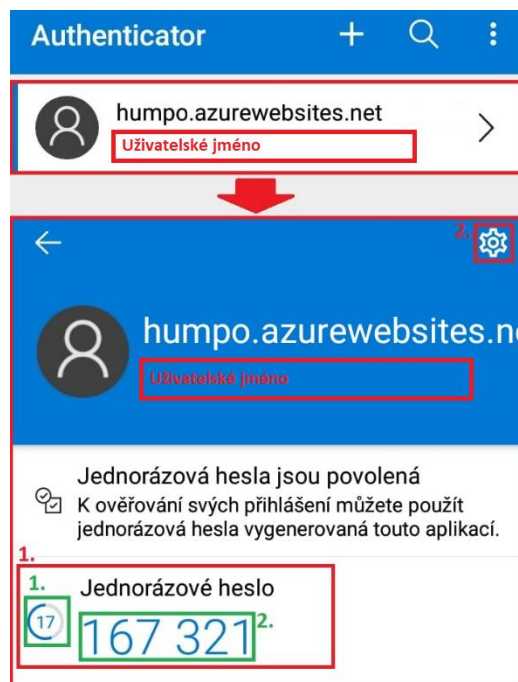 Authenticator
humpo.azurewebsites.net
Uživatelské jméno
2.
humpo.azurewebsites.n
Uživatelské jméno
Jednorázová hesla jsou povolená
K ověřování svých přihlášení můžete použít
jednorázová hesla vygenerovaná touto aplikací.
1.
1. Jednorázové heslo
17 167 321 2.